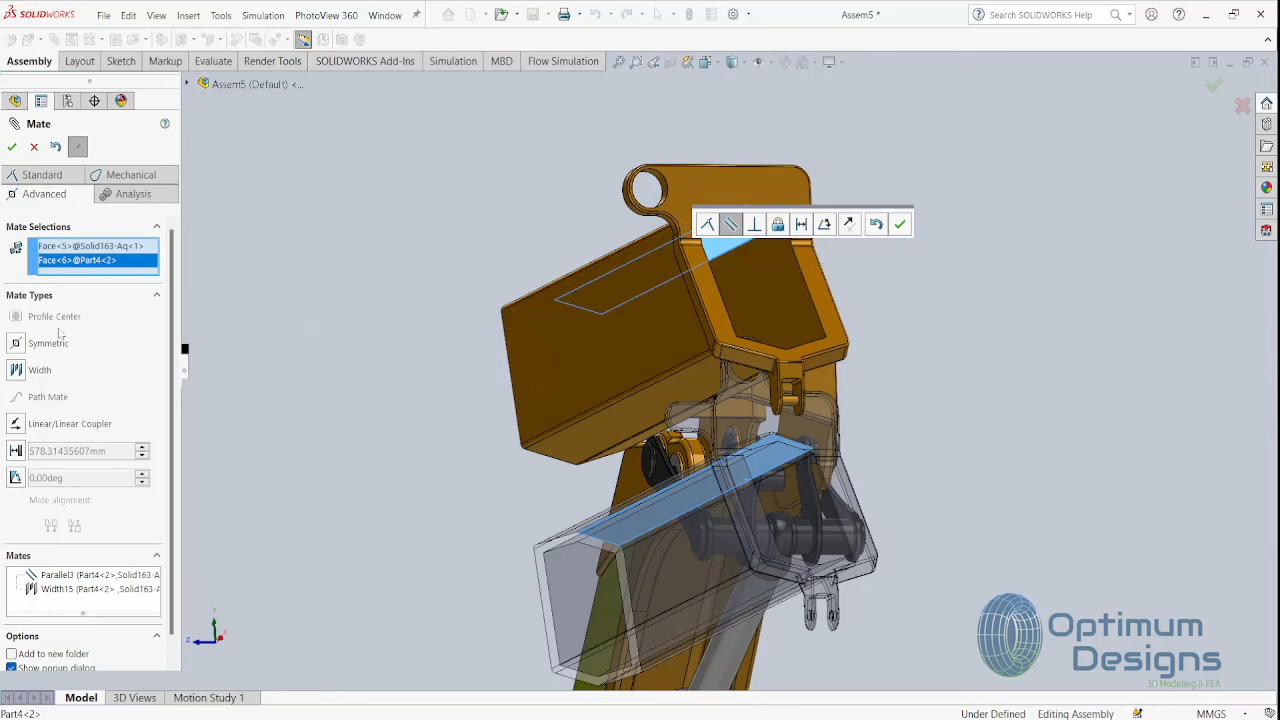 SOLIDWORKS File Edit View Insert Tools Simulation PhotoView 360 Window Assem5 * Search SOLIDWORKS Help
Assembly Layout Sketch Markup Evaluate Render Tools SOLIDWORKS Add-Ins Simulation MBD Flow Simulation
Assem5 (Default) <...
Mate
Standard Mechanical
Advanced Analysis
Mate Selections
Face<5>@Solid163-Aq<1>
Face<6>@Part4<2>
Mate Types
Profile Center
Symmetric
Width
Path Mate
Linear/Linear Coupler
578.31435607mm
0.00deg
Mate alignment
Mates
Parallel3 (Part4<2>,Solid163-A
Width15 (Part4<2> ,Solid163-A
Options
Add to new folder
Show popup dialog
Optimum
Designs
3D Modeling & FEA
Model 3D Views Motion Study 1
Part4<2> Under Defined Editing Assembly MMGS
Y
Z
X